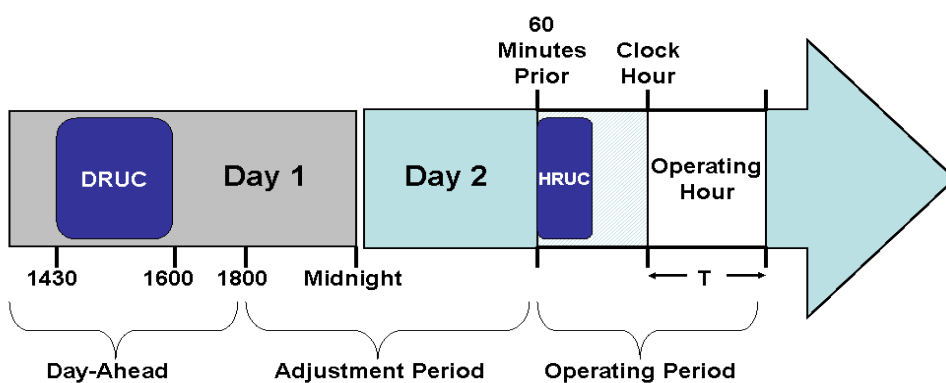 60
Minutes
Prior
Clock
Hour
DRUC
Day 1
Day 2
HRUC
Operating
Hour
1430
1600
1800
Midnight
T
Day-Ahead
Adjustment Period
Operating Period